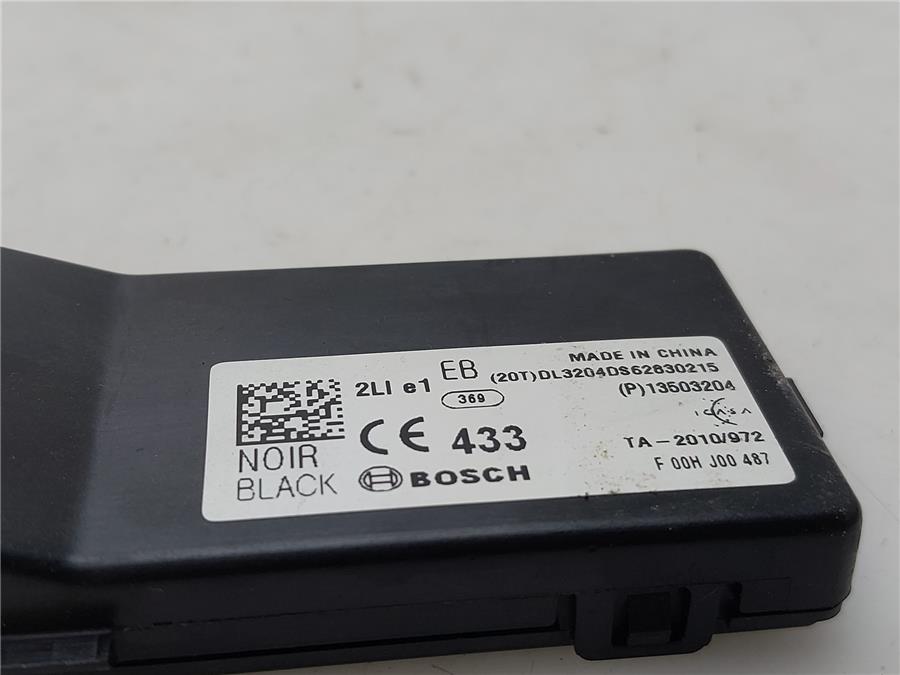 MADE IN CHINA
2LI e1 EB (20T)DL3204DS62830215
369 (P)13503204
ICASA
CE 433 TA-2010/972
NOIR
BLACK BOSCH F 00H J00 487